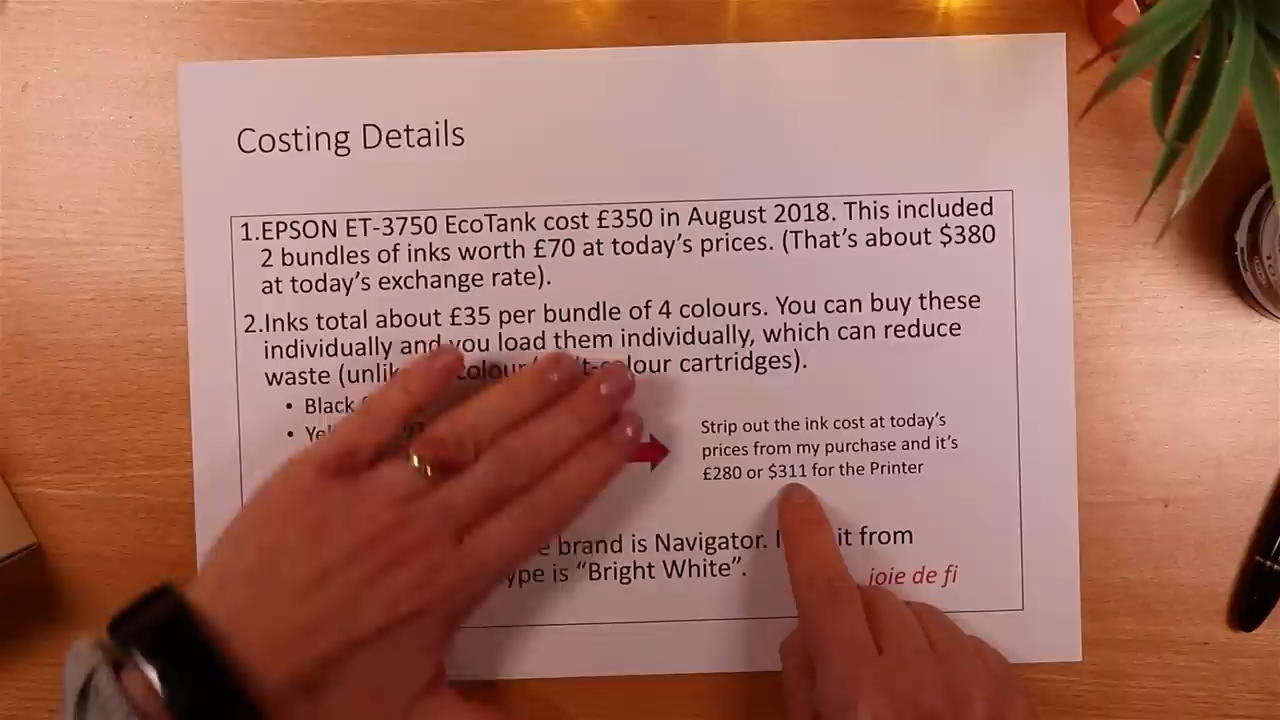 Costing Details
1.EPSON ET-3750 EcoTank cost £350 in August 2018. This included
2 bundles of inks worth £70 at today's prices. (That's about $380
at today's exchange rate).
2.Inks total about £35 per bundle of 4 colours. You can buy these
individually and you load them individually, which can reduce
waste cartridges).
• Black
•
Strip out the ink cost at today's
prices from my purchase and it's
£280 or $311 for the Printer
brand is Navigator. it from
is "Bright White".
joie de fi